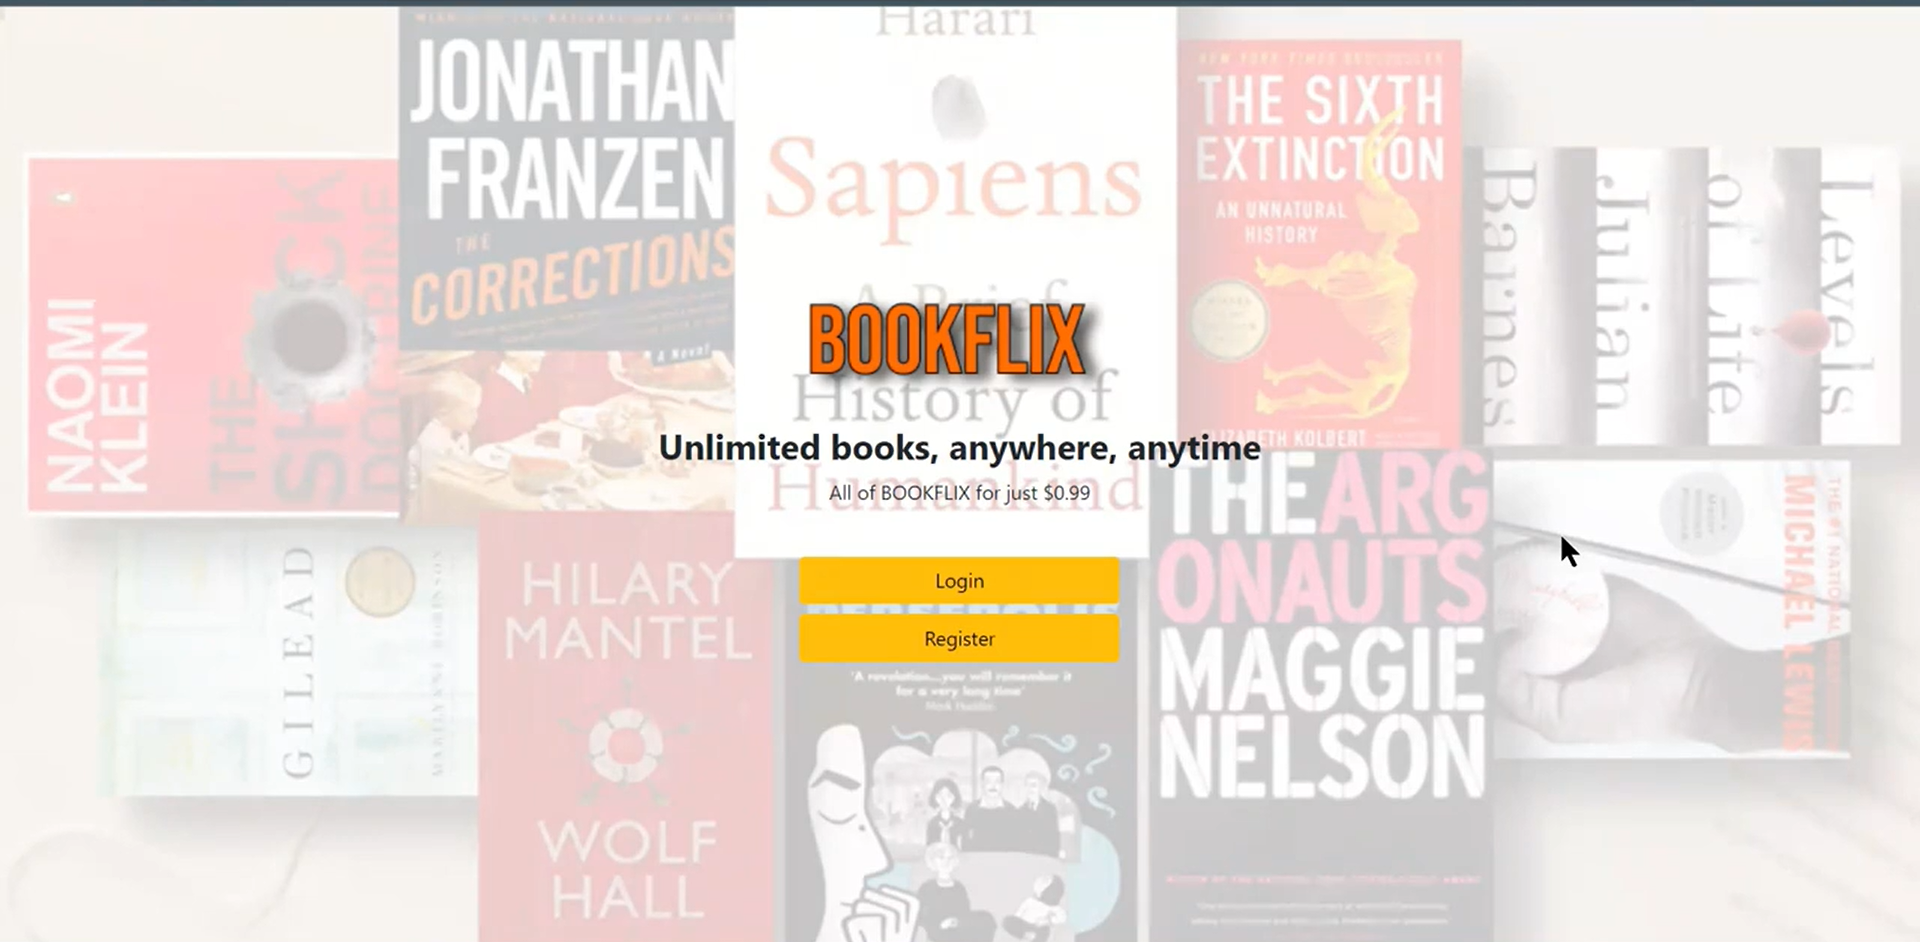 Harari
JONATHAN
FRANZEN
THE
CORRECTIONS
A Novel
Sapiens
A Brief
History of
Humankind
THE SIXTH
EXTINCTION
AN UNNATURAL
HISTORY
ELIZABETH KOLBERT
NAOMI
KLEIN
THE
SHOCK
DOCTRINE
Barnes
Julian
of Life
Levels
BOOKFLIX
Unlimited books, anywhere, anytime
All of BOOKFLIX for just $0.99
Login
Register
GILEAD
MARILYNNE ROBINSON
HILARY
MANTEL
WOLF
HALL
'A revelation...you will remember it
for a very long time'
THE ARG
ONAUTS
MAGGIE
NELSON
MICHAEL LEWIS